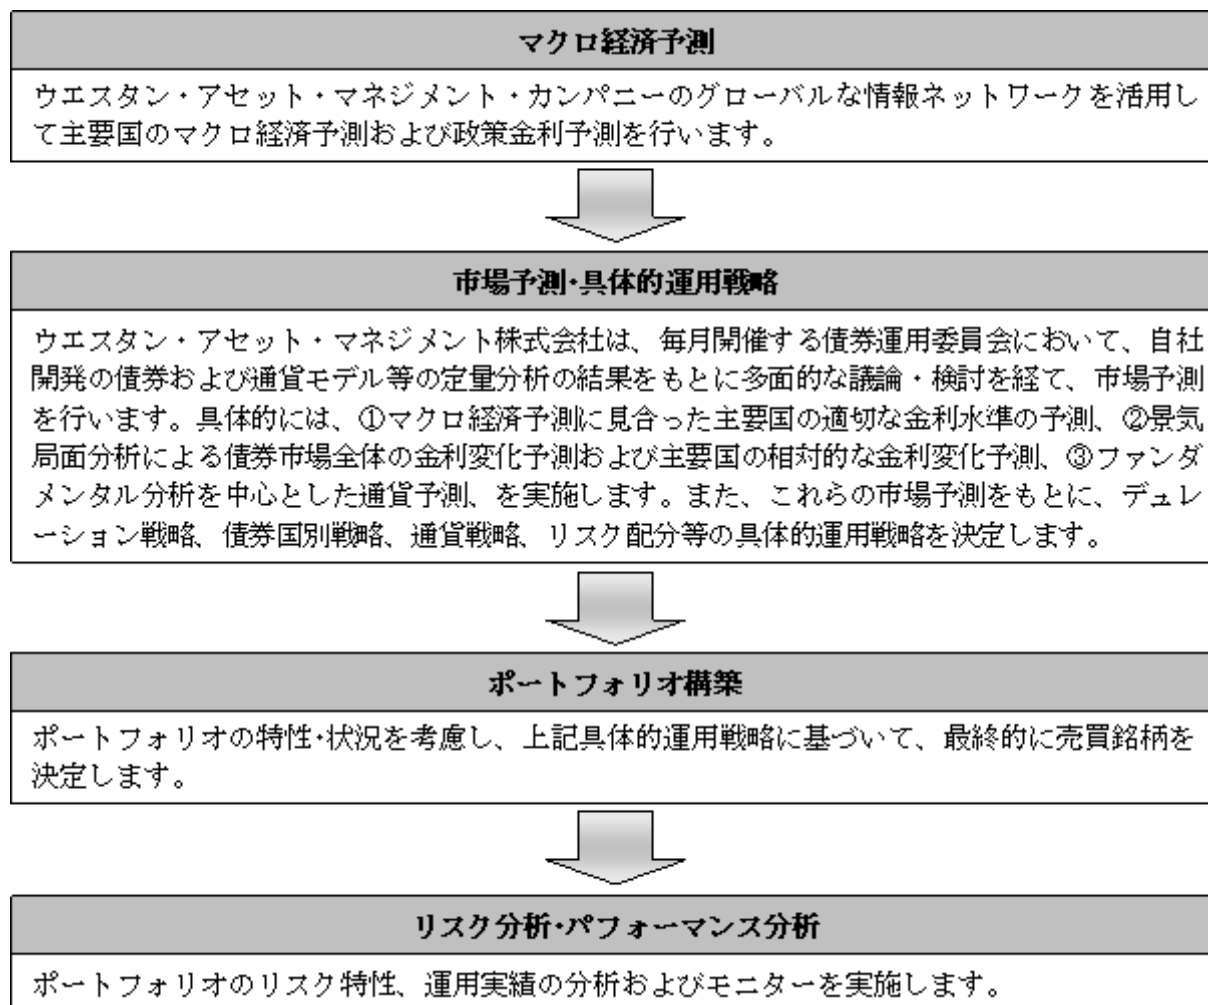 マクロ経済予測
ウエスタン・アセット・マネジメント・カンパニーのグローバルな情報ネットワークを活用し
て主要国のマクロ経済予測および政策金利予測を行います。
市場予測･具体的運用戦略
ウエスタン・アセット・マネジメント株式会社は、毎月開催する債券運用委員会において、自社
開発の債券および通貨モデル等の定量分析の結果をもとに多面的な議論・検討を経て、市場予測
を行います。具体的には、①マクロ経済予測に見合った主要国の適切な金利水準の予測、②景気
局面分析による債券市場全体の金利変化予測および主要国の相対的な金利変化予測、③ファンダ
メンタル分析を中心とした通貨予測、を実施します。また、これらの市場予測をもとに、デュレ
ーション戦略、債券国別戦略、通貨戦略、リスク配分等の具体的運用戦略を決定します。
ポートフォリオ構築
ポートフォリオの特性･状況を考慮し、上記具体的運用戦略に基づいて、最終的に売買銘柄を
決定します。
リスク分析･パフォーマンス分析
ポートフォリオのリスク特性、運用実績の分析およびモニターを実施します。